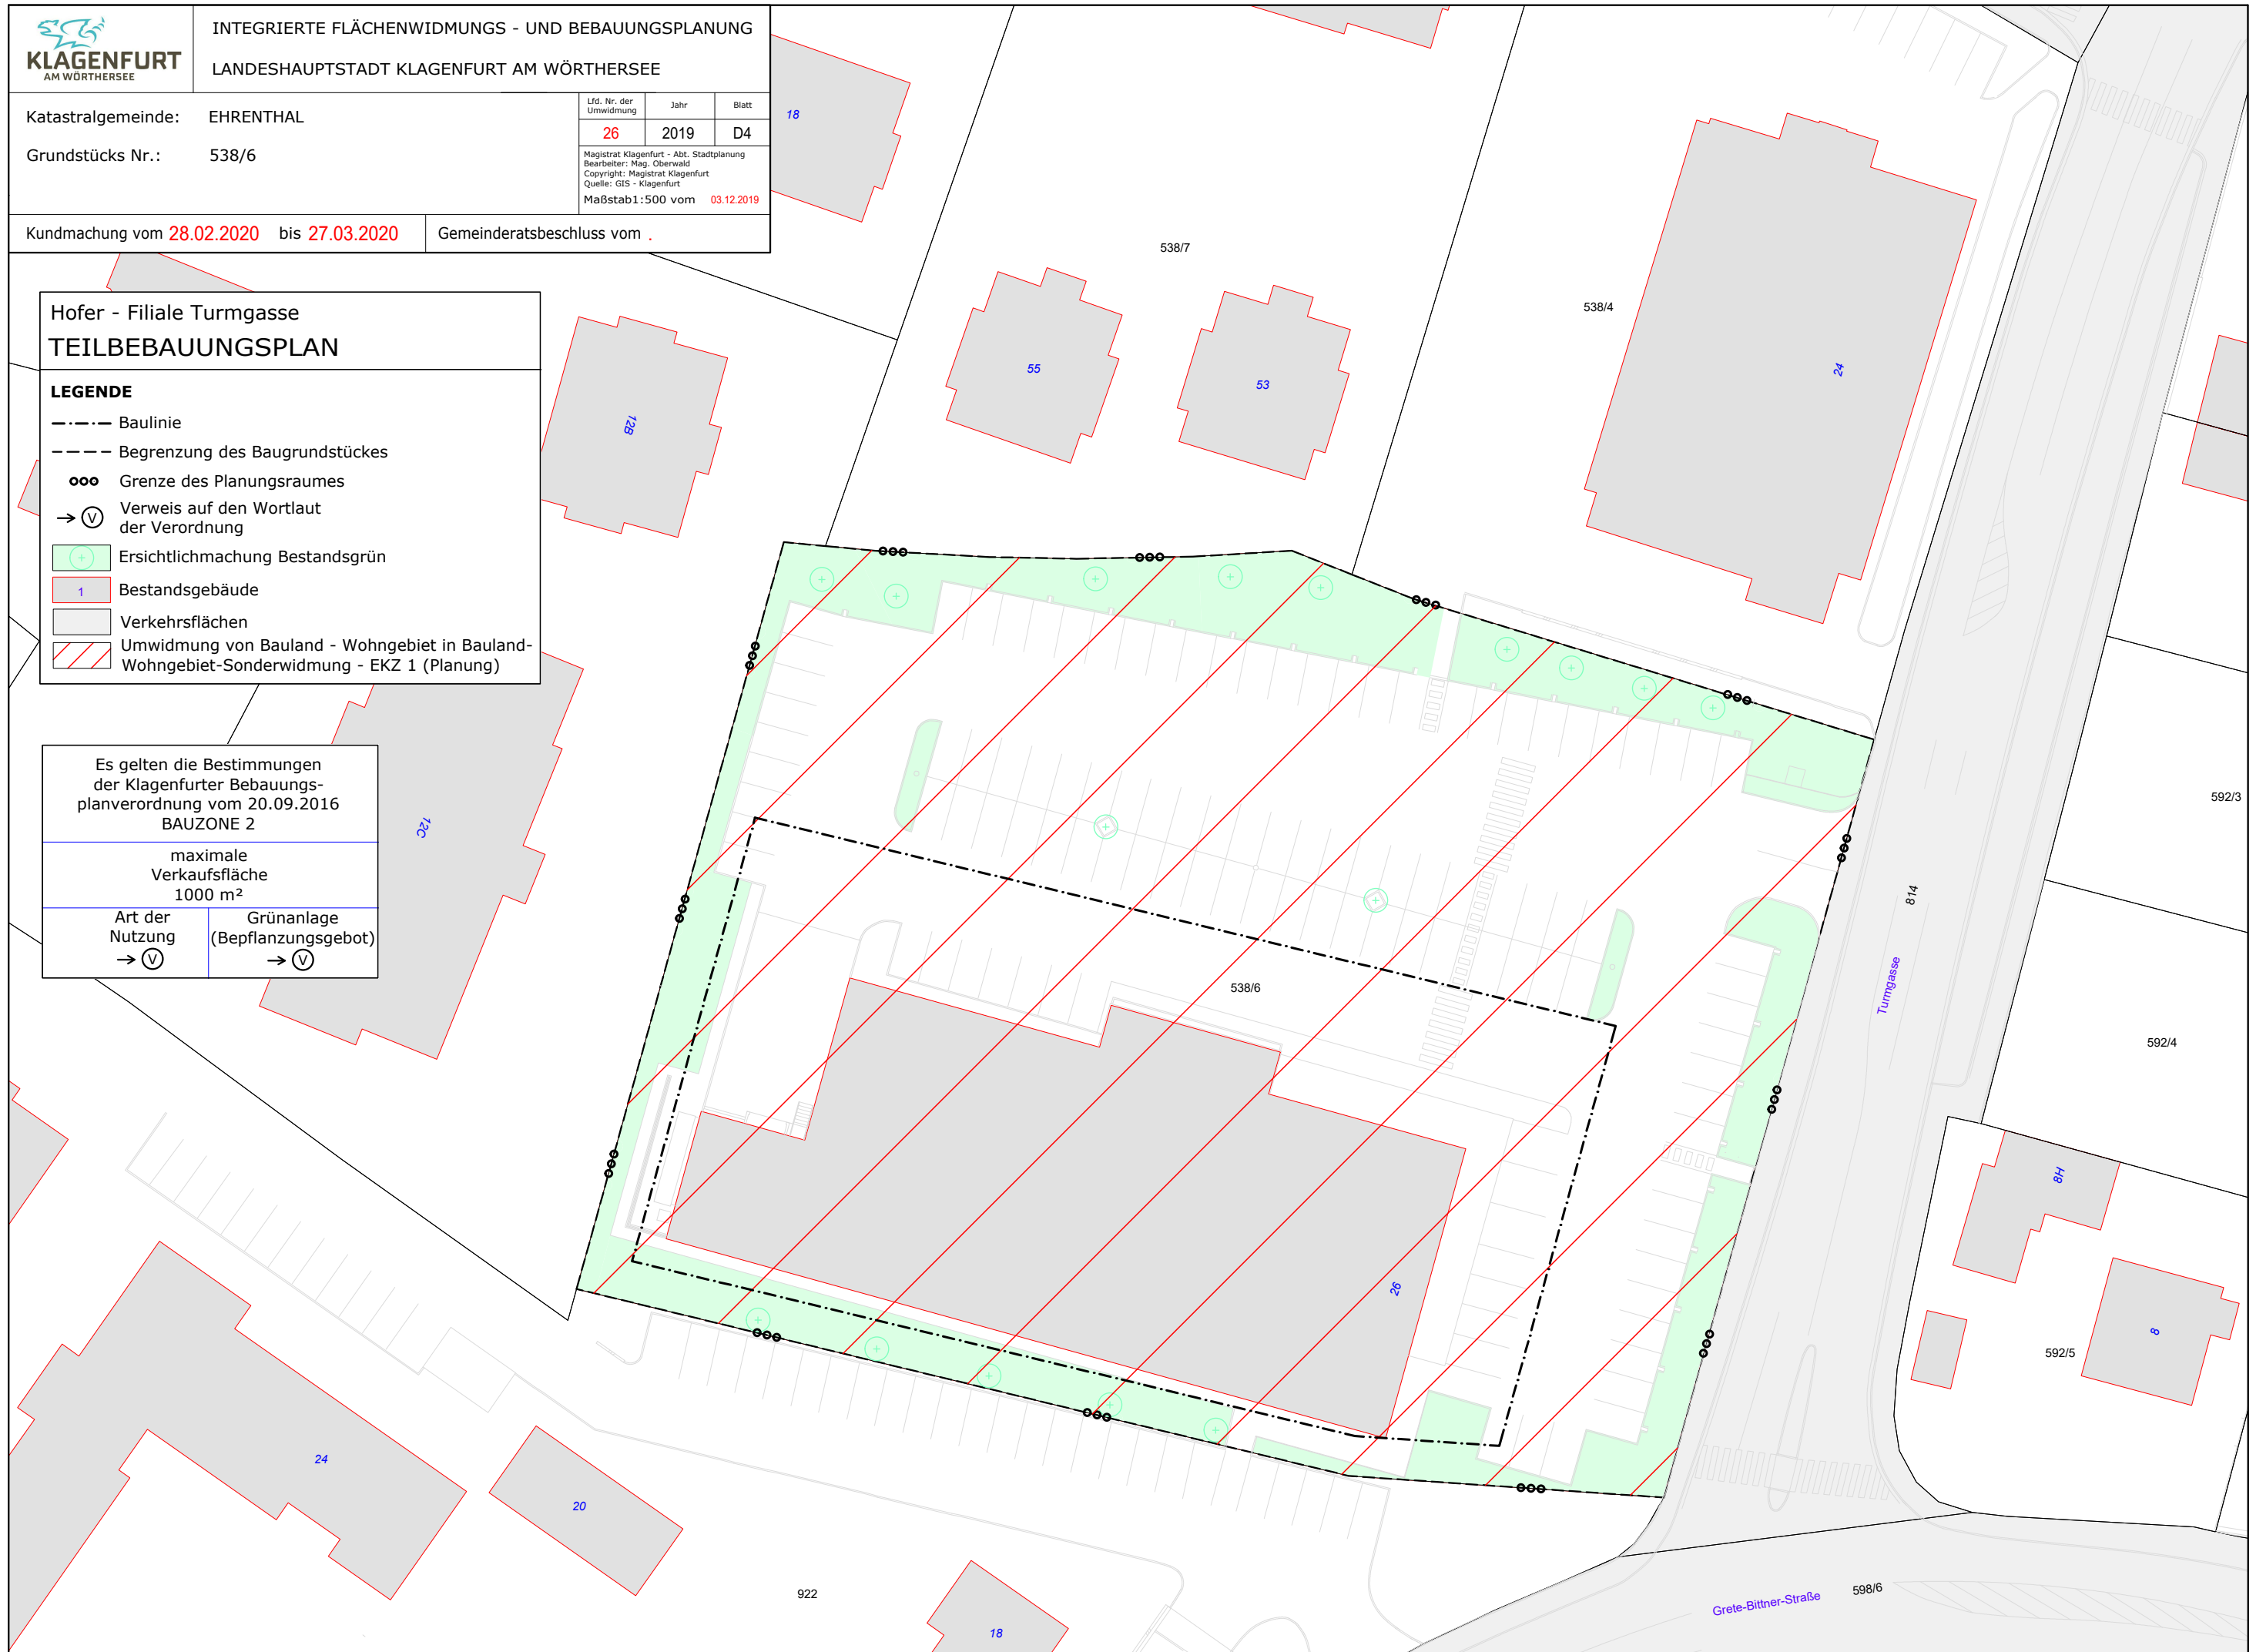 KLAGENFURT
AM WÖRTHERSEE
INTEGRIERTE FLÄCHENWIDMUNGS - UND BEBAUUNGSPLANUNG
LANDESHAUPTSTADT KLAGENFURT AM WÖRTHERSEE
Katastralgemeinde: EHRENTHAL
Grundstücks Nr.: 538/6
Lfd. Nr. der
Umwidmung
Jahr
Blatt
26
2019
D4
Magistrat Klagenfurt - Abt. Stadtplanung
Bearbeiter: Mag. Oberwald
Copyright: Magistrat Klagenfurt
Quelle: GIS - Klagenfurt
Maßstab1:500 vom 03.12.2019
Kundmachung vom 28.02.2020 bis 27.03.2020
Gemeinderatsbeschluss vom .
Hofer - Filiale Turmgasse
TEILBEBAUUNGSPLAN
LEGENDE
Baulinie
Begrenzung des Baugrundstückes
Grenze des Planungsraumes
V
Verweis auf den Wortlaut
der Verordnung
Ersichtlichmachung Bestandsgrün
1
Bestandsgebäude
Verkehrsflächen
Umwidmung von Bauland - Wohngebiet in Bauland-
Wohngebiet-Sonderwidmung - EKZ 1 (Planung)
Es gelten die Bestimmungen
der Klagenfurter Bebauungs-
planverordnung vom 20.09.2016
BAUZONE 2
maximale
Verkaufsfläche
1000 m²
Art der
Nutzung
→ V
Grünanlage
(Bepflanzungsgebot)
→ V
18
538/7
538/4
55
53
24
12B
12C
592/3
814
Turmgasse
538/6
592/4
8H
26
8
592/5
24
20
922
18
Grete-Bittner-Straße
598/6